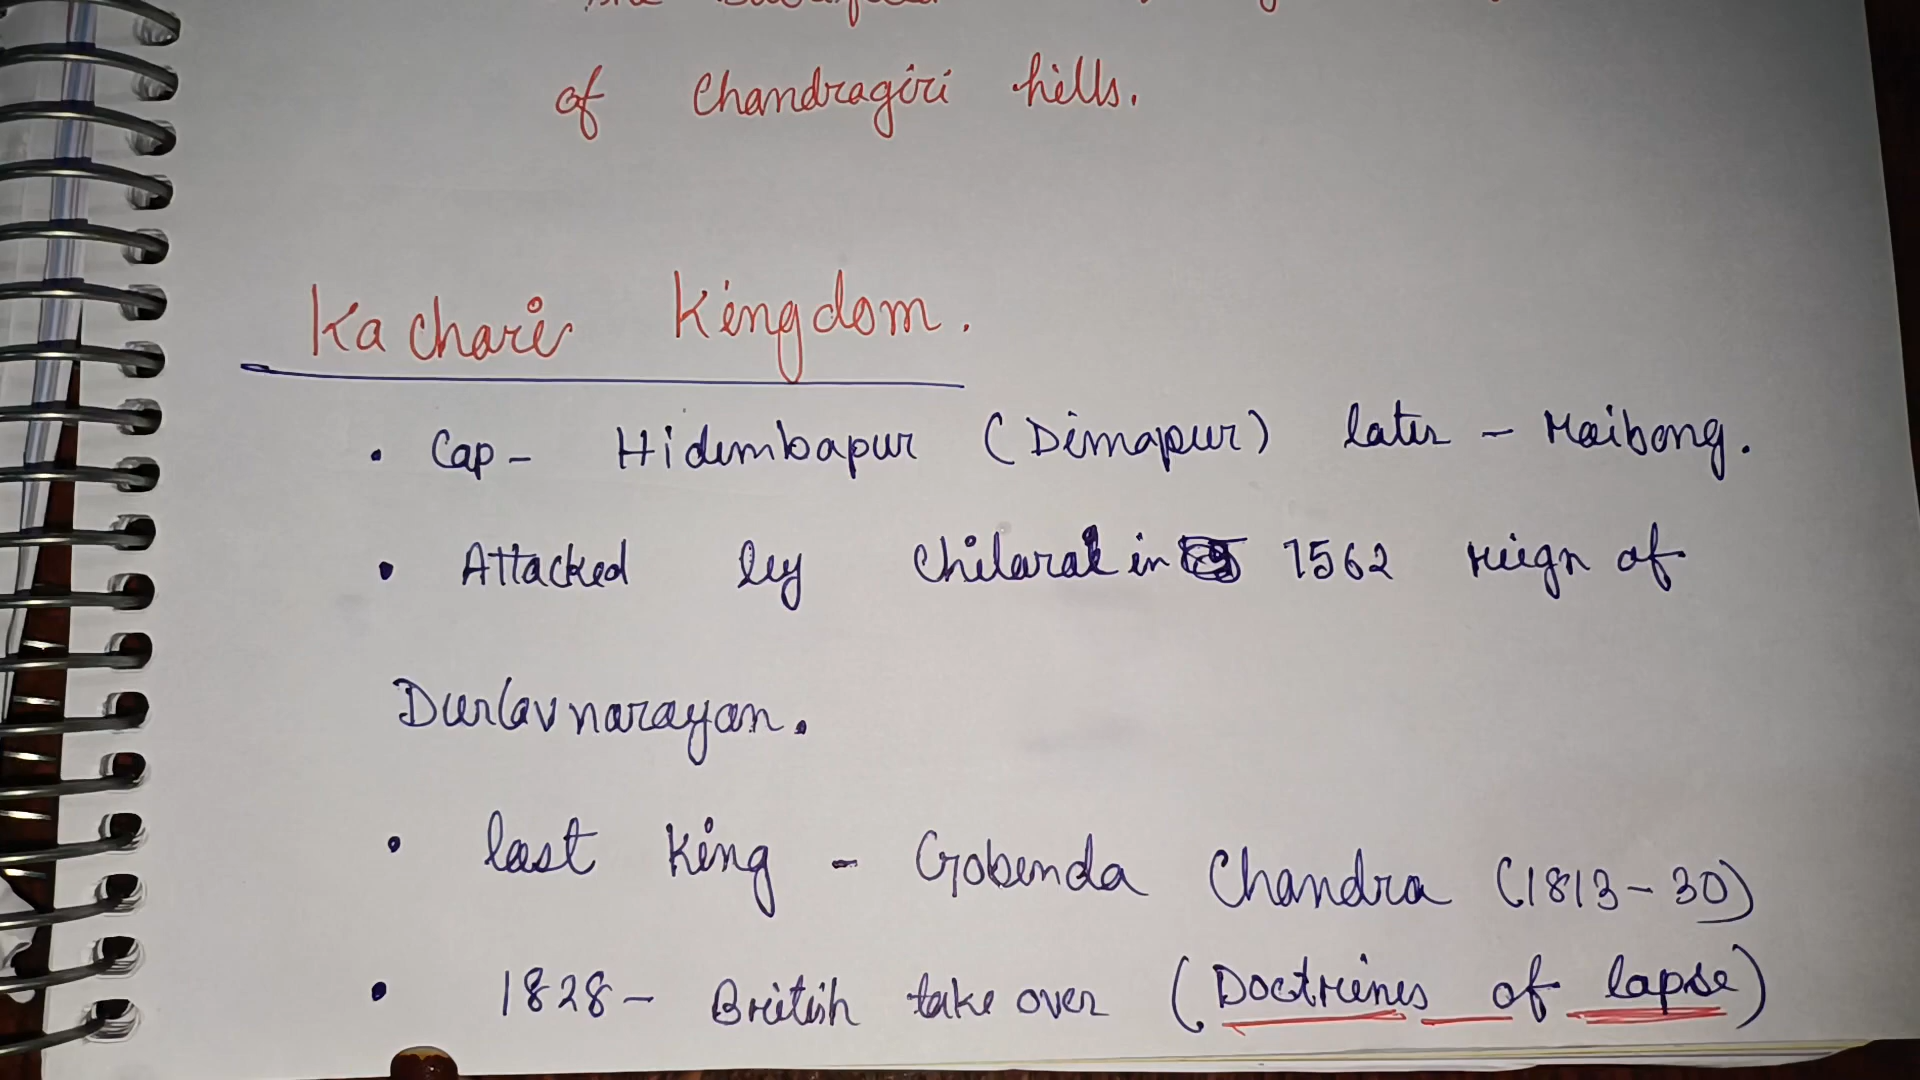 of Chandragiri hills.
Kachari Kingdom.
• Cap - Hidimbapur (Dimapur) later - Maibong.
• Attacked by Chilarai in 1562 reign of
Durlavnarayan.
• last King - Gobinda Chandra (1813-30)
• 1828 - British take over (Doctrines of lapse)